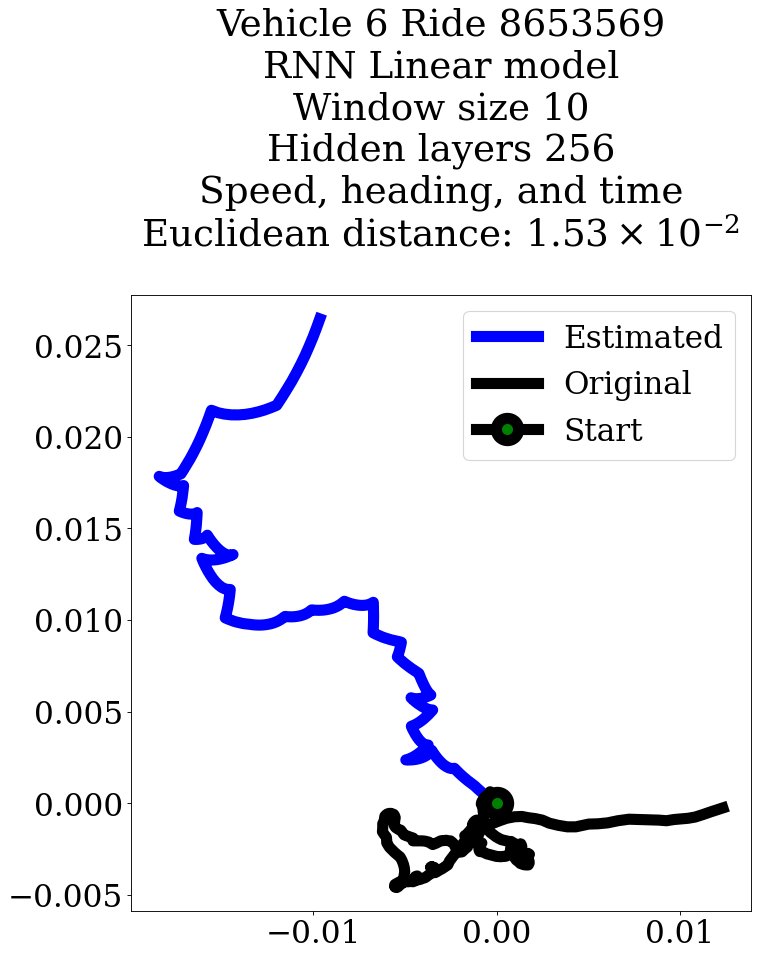 Vehicle 6 Ride 8653569
RNN Linear model
Window size 10
Hidden layers 256
Speed, heading, and time
Euclidean distance: 1.53 × 10⁻²
Estimated
Original
Start
0.025
0.020
0.015
0.010
0.005
0.000
−0.005
−0.01
0.00
0.01